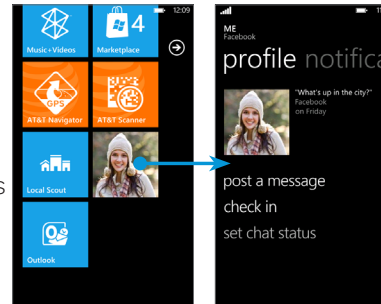 12:09
Music+Videos
4
Marketplace
GPS
AT&T Navigator
AT&T Scanner
Local Scout
S
Outlook
ME
Facebook
profile notifica
"What's up in the city?"
Facebook
on Friday
post a message
check in
set chat status